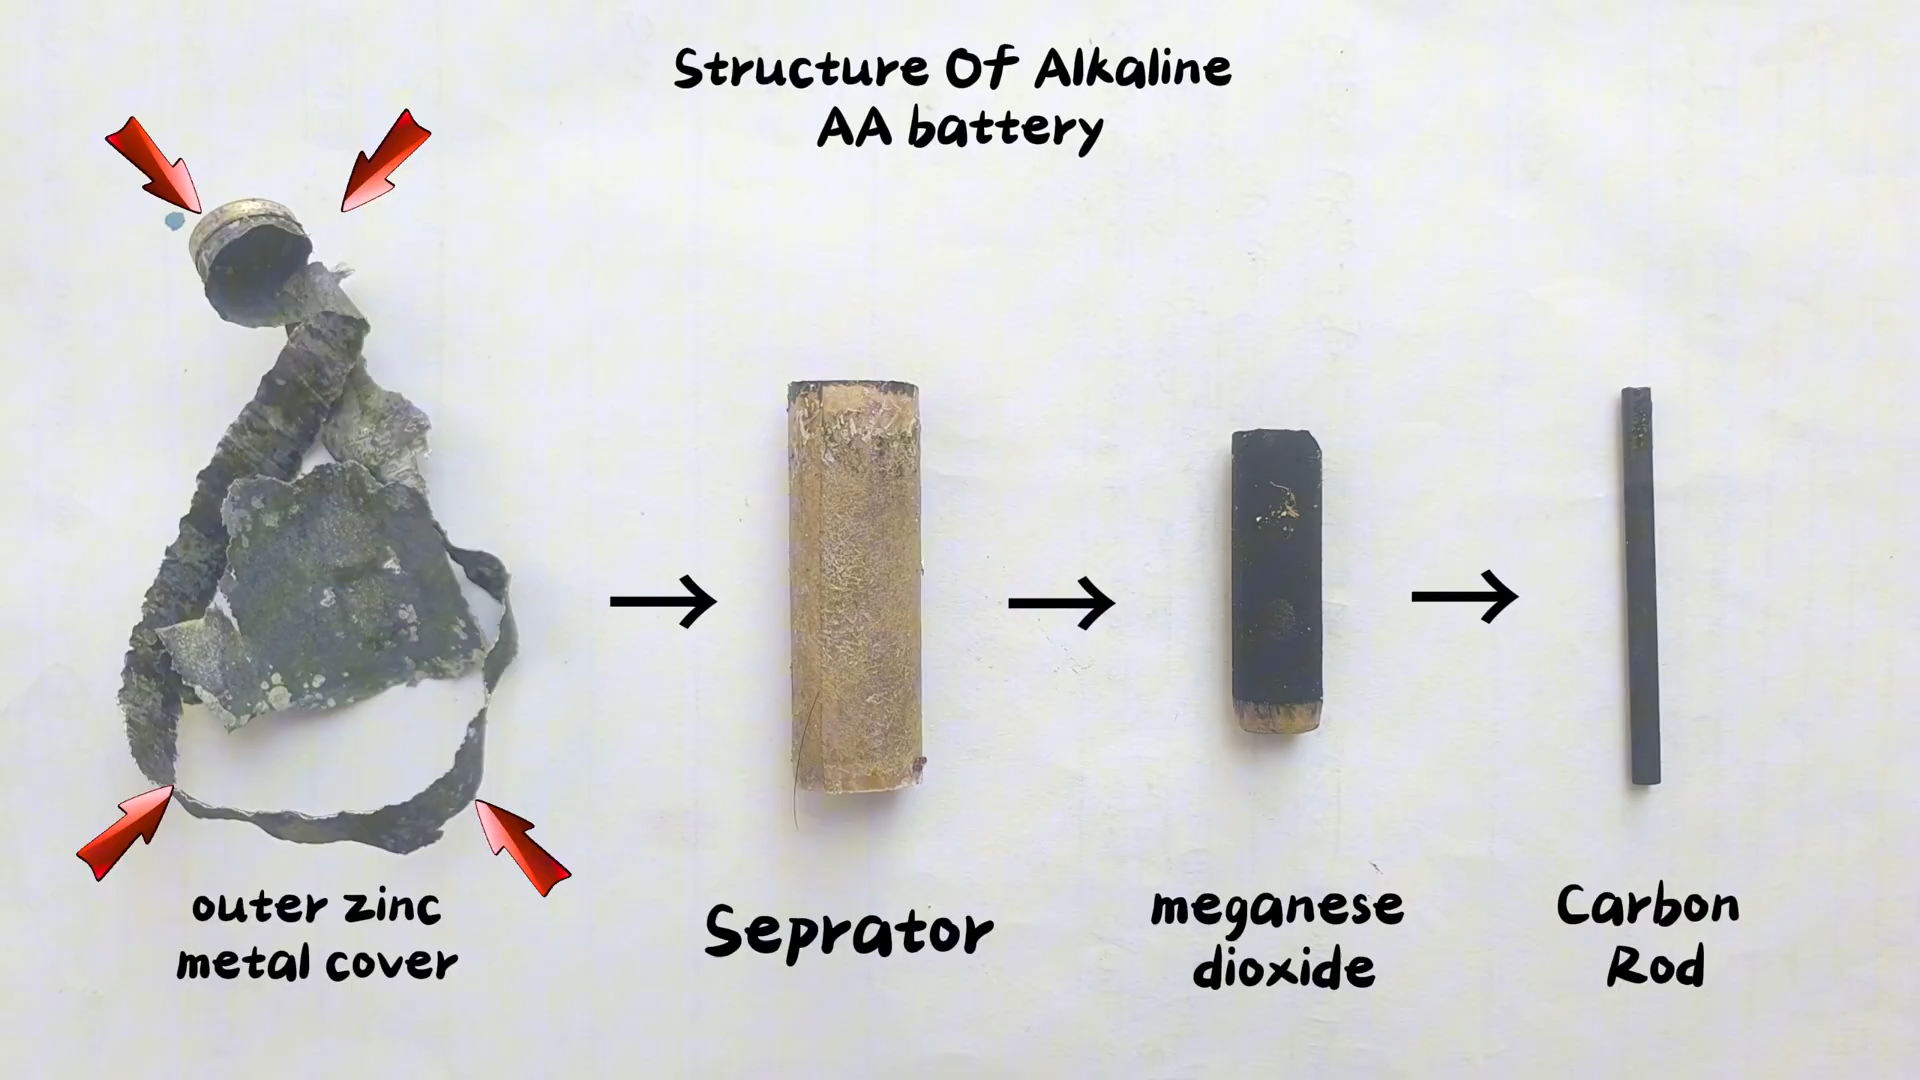 Structure Of Alkaline
AA battery
outer zinc
metal cover
Seprator
meganese
dioxide
Carbon
Rod